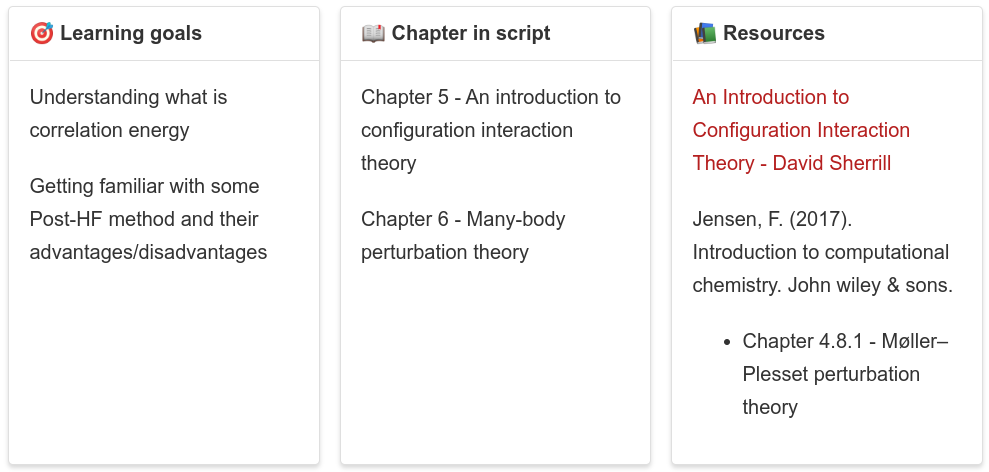 🎯 Learning goals
Understanding what is
correlation energy
Getting familiar with some
Post-HF method and their
advantages/disadvantages
📖 Chapter in script
Chapter 5 - An introduction to
configuration interaction
theory
Chapter 6 - Many-body
perturbation theory
📚 Resources
An Introduction to
Configuration Interaction
Theory - David Sherrill
Jensen, F. (2017).
Introduction to computational
chemistry. John wiley & sons.
• Chapter 4.8.1 - Møller–
Plesset perturbation
theory